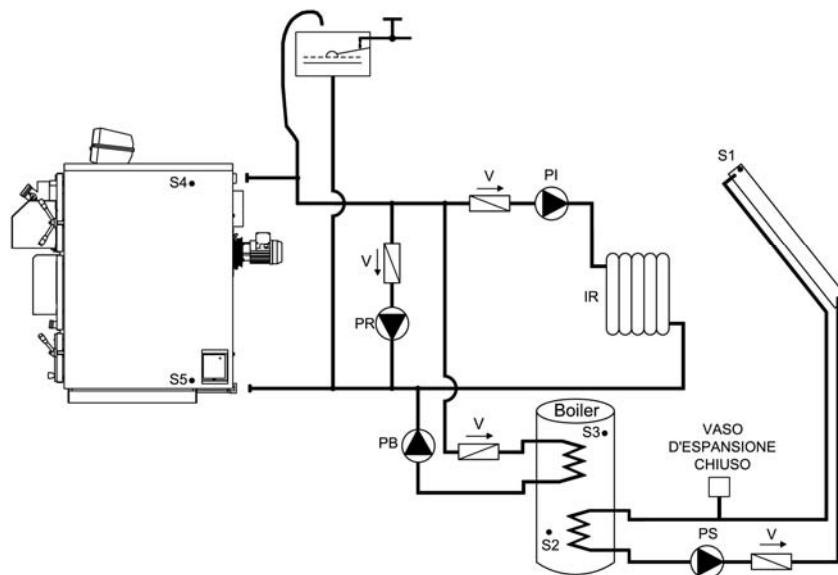 S1
V
PI
S4
V
IR
PR
S5
Boiler
V
S3
PB
VASO
D'ESPANSIONE
CHIUSO
S2
PS
V